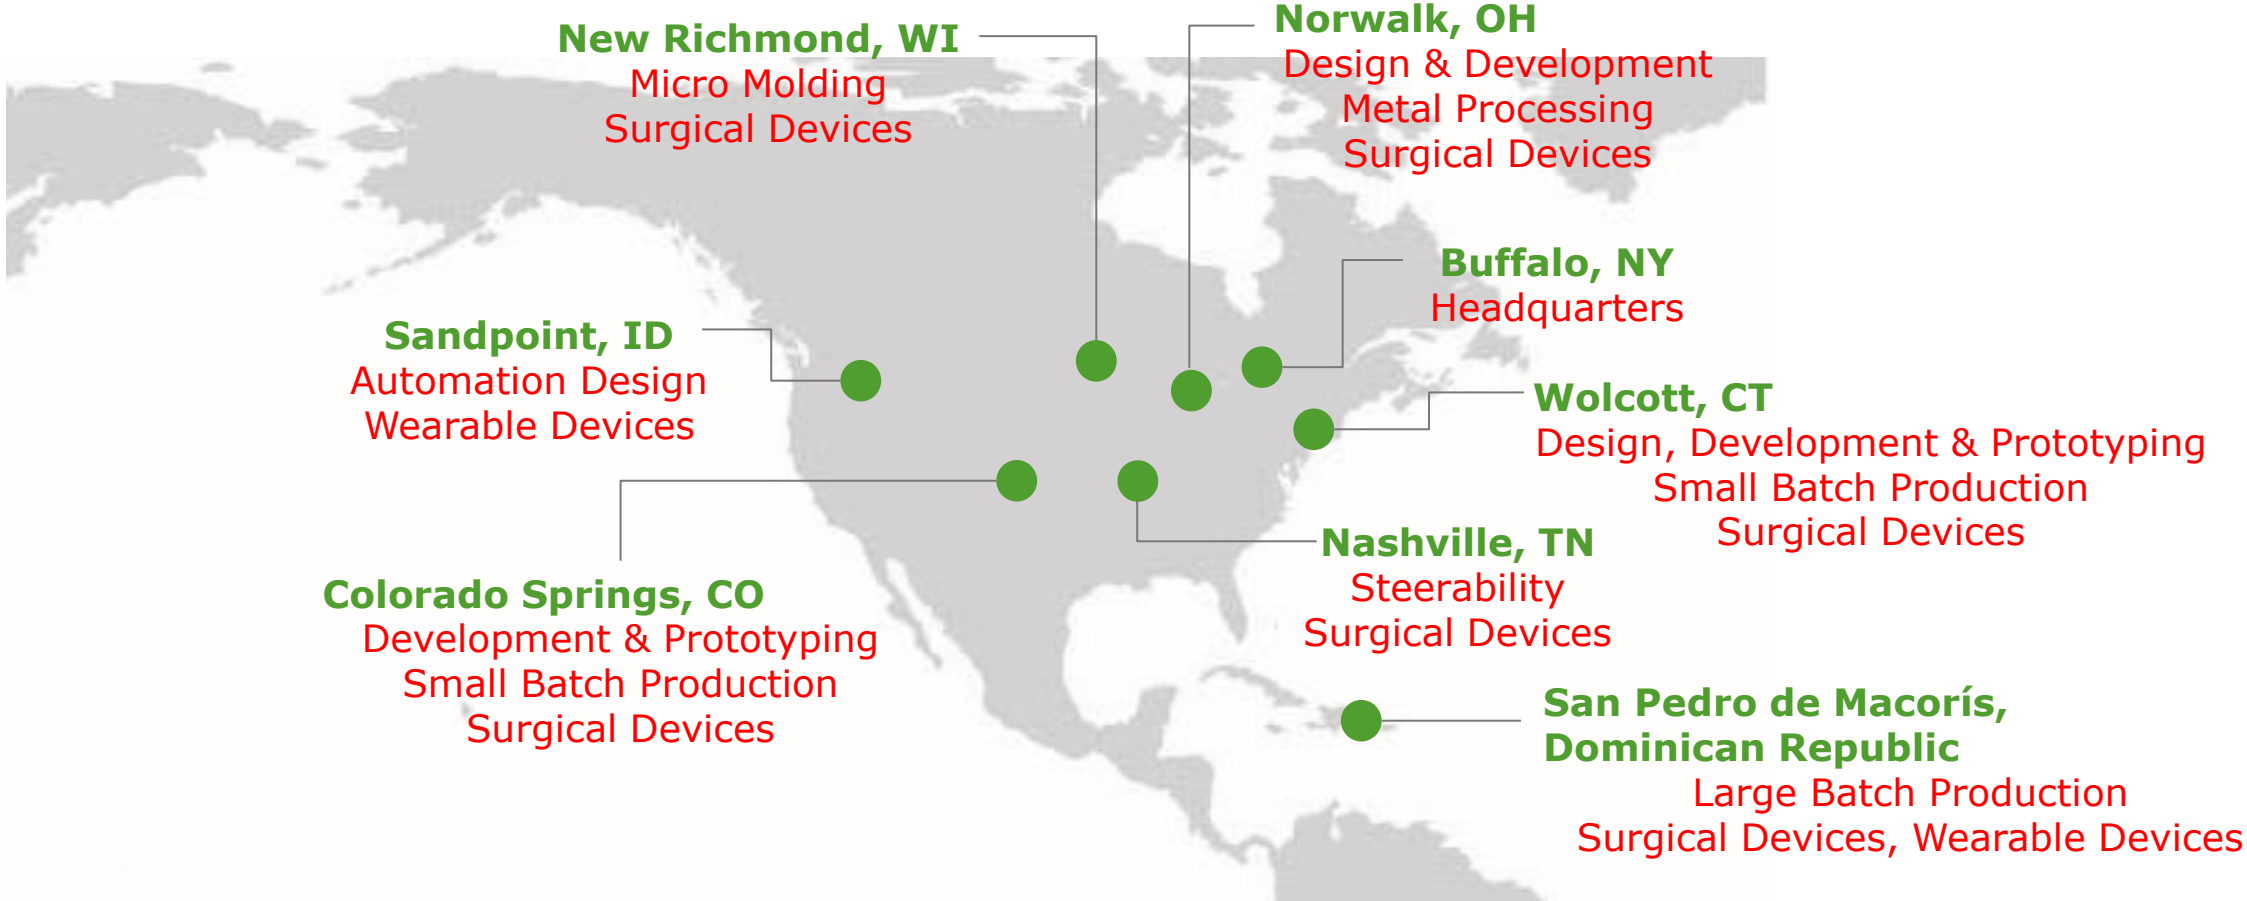 New Richmond, WI
Micro Molding
Surgical Devices
Norwalk, OH
Design & Development
Metal Processing
Surgical Devices
Buffalo, NY
Headquarters
Sandpoint, ID
Automation Design
Wearable Devices
Wolcott, CT
Design, Development & Prototyping
Small Batch Production
Surgical Devices
Nashville, TN
Steerability
Surgical Devices
Colorado Springs, CO
Development & Prototyping
Small Batch Production
Surgical Devices
San Pedro de Macorís,
Dominican Republic
Large Batch Production
Surgical Devices, Wearable Devices